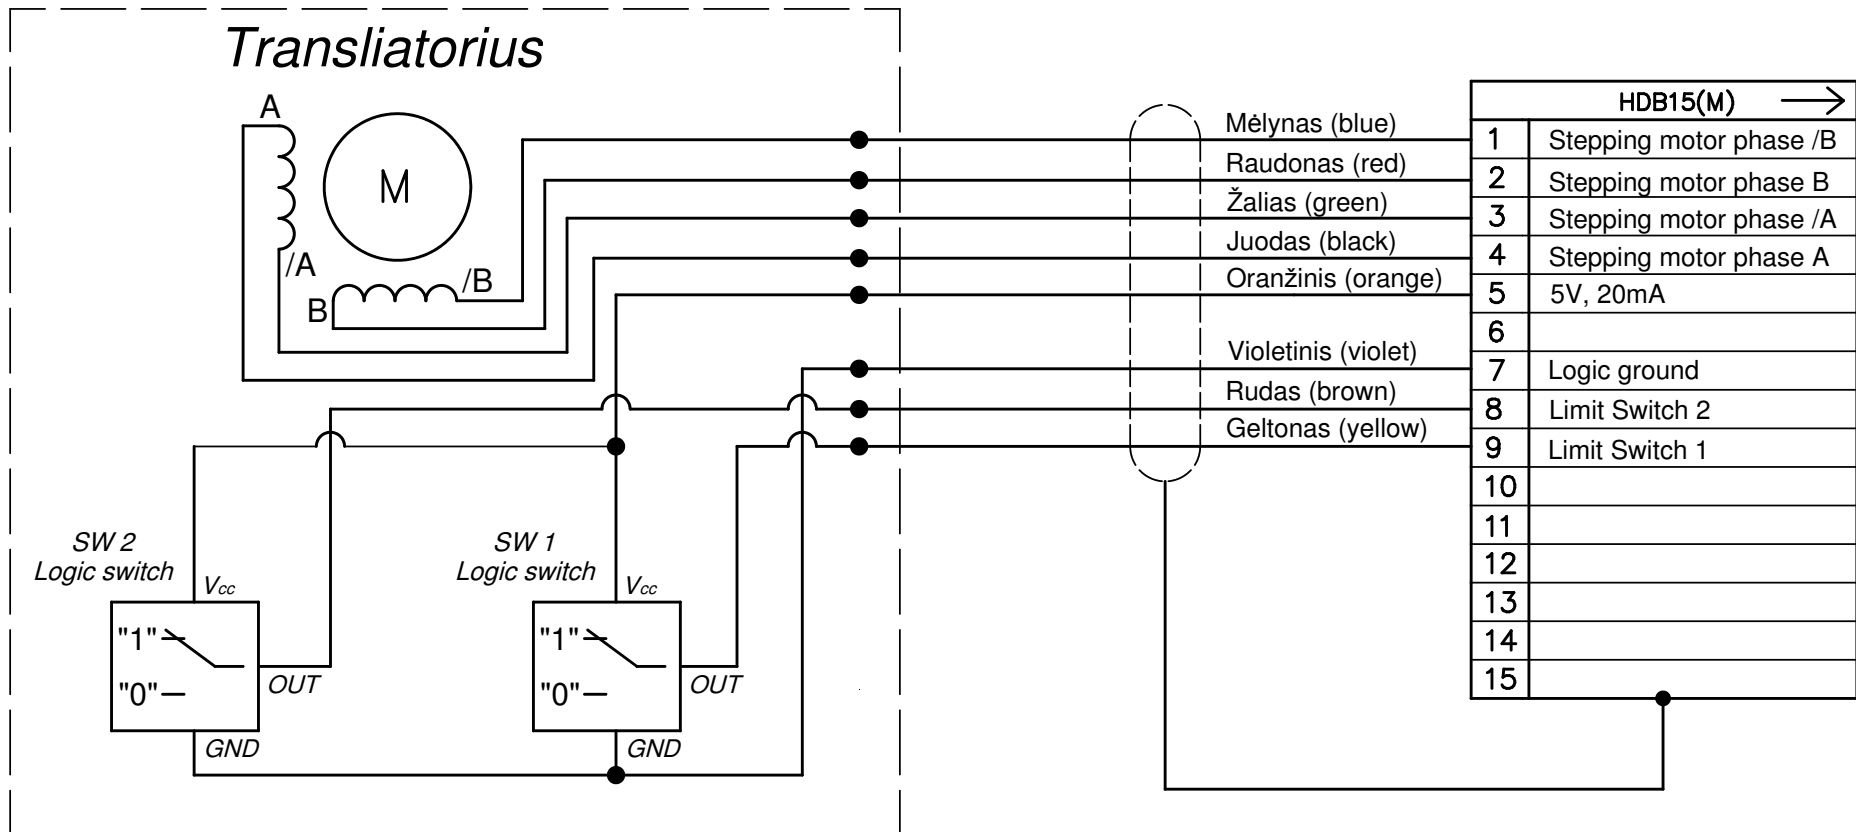 Transliatorius
A
M
/A
/B
B
Mėlynas (blue)
Raudonas (red)
Žalias (green)
Juodas (black)
Oranžinis (orange)
Violetinis (violet)
Rudas (brown)
Geltonas (yellow)
HDB15(M)
1 Stepping motor phase /B
2 Stepping motor phase B
3 Stepping motor phase /A
4 Stepping motor phase A
5 5V, 20mA
6
7 Logic ground
8 Limit Switch 2
9 Limit Switch 1
10
11
12
13
14
15
SW 2
Logic switch
Vcc
"1"
"0"
OUT
GND
SW 1
Logic switch
Vcc
"1"
"0"
OUT
GND